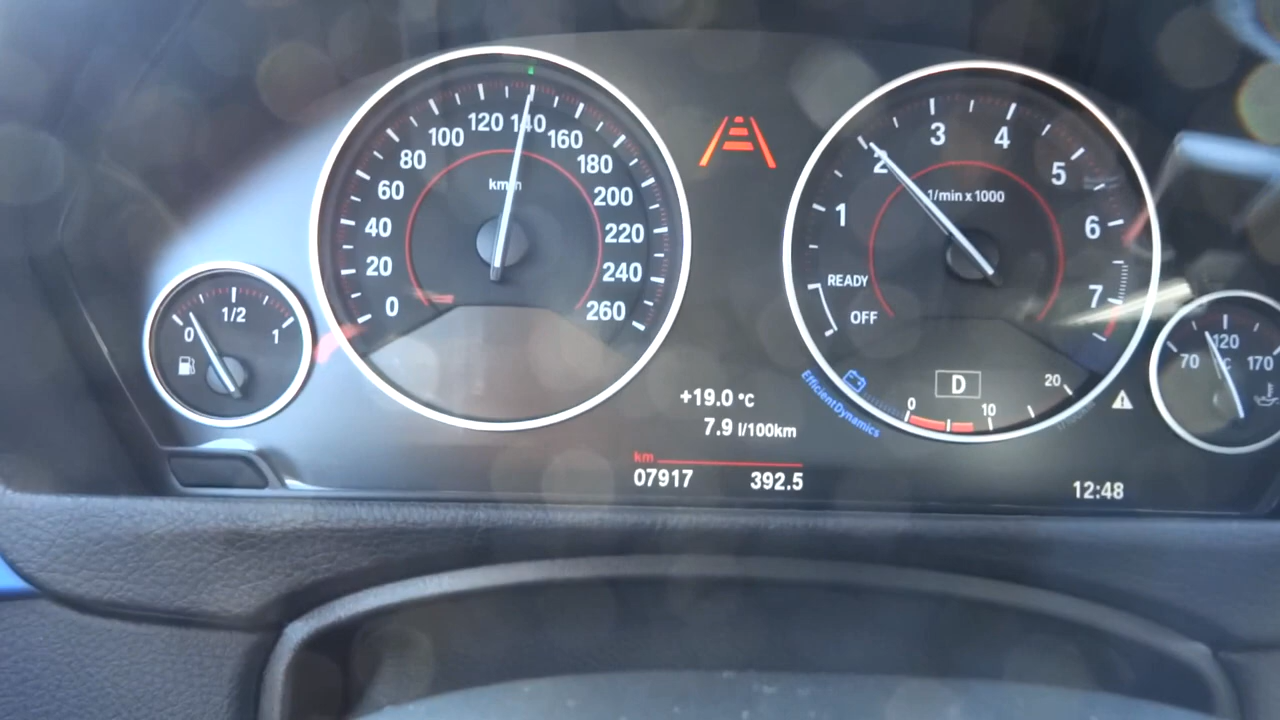 0 1/2 1
0 20 40 60 80 100 120 140 160 180 200 220 240 260
km/h
+19.0 °C
7.9 l/100km
km
07917 392.5
1 2 3 4 5 6 7
1/min x 1000
READY
OFF
D
0 10 20
EfficientDynamics
12:48
70 120 170
°C